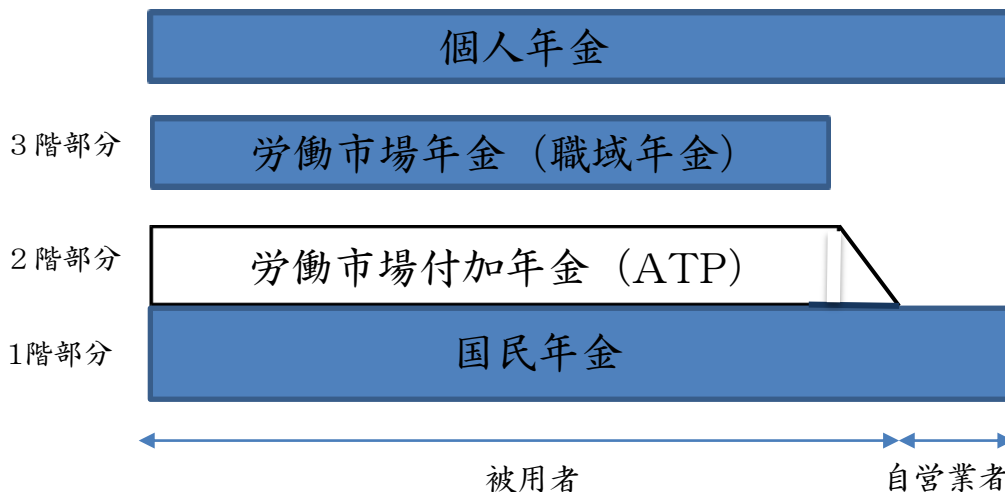 個人年金
3階部分
労働市場年金（職域年金）
2階部分
労働市場付加年金（ATP）
1階部分
国民年金
被用者
自営業者